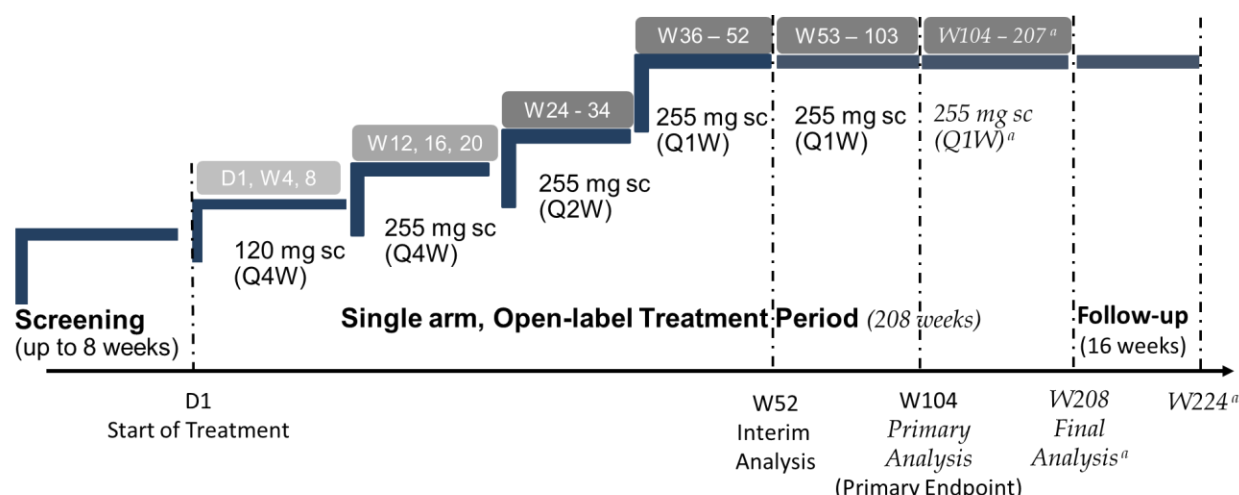 W36 – 52
W53 – 103
W104 – 207 a
W24 - 34
W12, 16, 20
D1, W4, 8
255 mg sc
(Q1W)
255 mg sc
(Q1W)
255 mg sc
(Q1W) a
255 mg sc
(Q2W)
255 mg sc
(Q4W)
120 mg sc
(Q4W)
Screening
(up to 8 weeks)
Single arm, Open-label Treatment Period (208 weeks)
Follow-up
(16 weeks)
D1
Start of Treatment
W52
Interim
Analysis
W104
Primary
Analysis
(Primary Endpoint)
W208
Final
Analysis a
W224 a